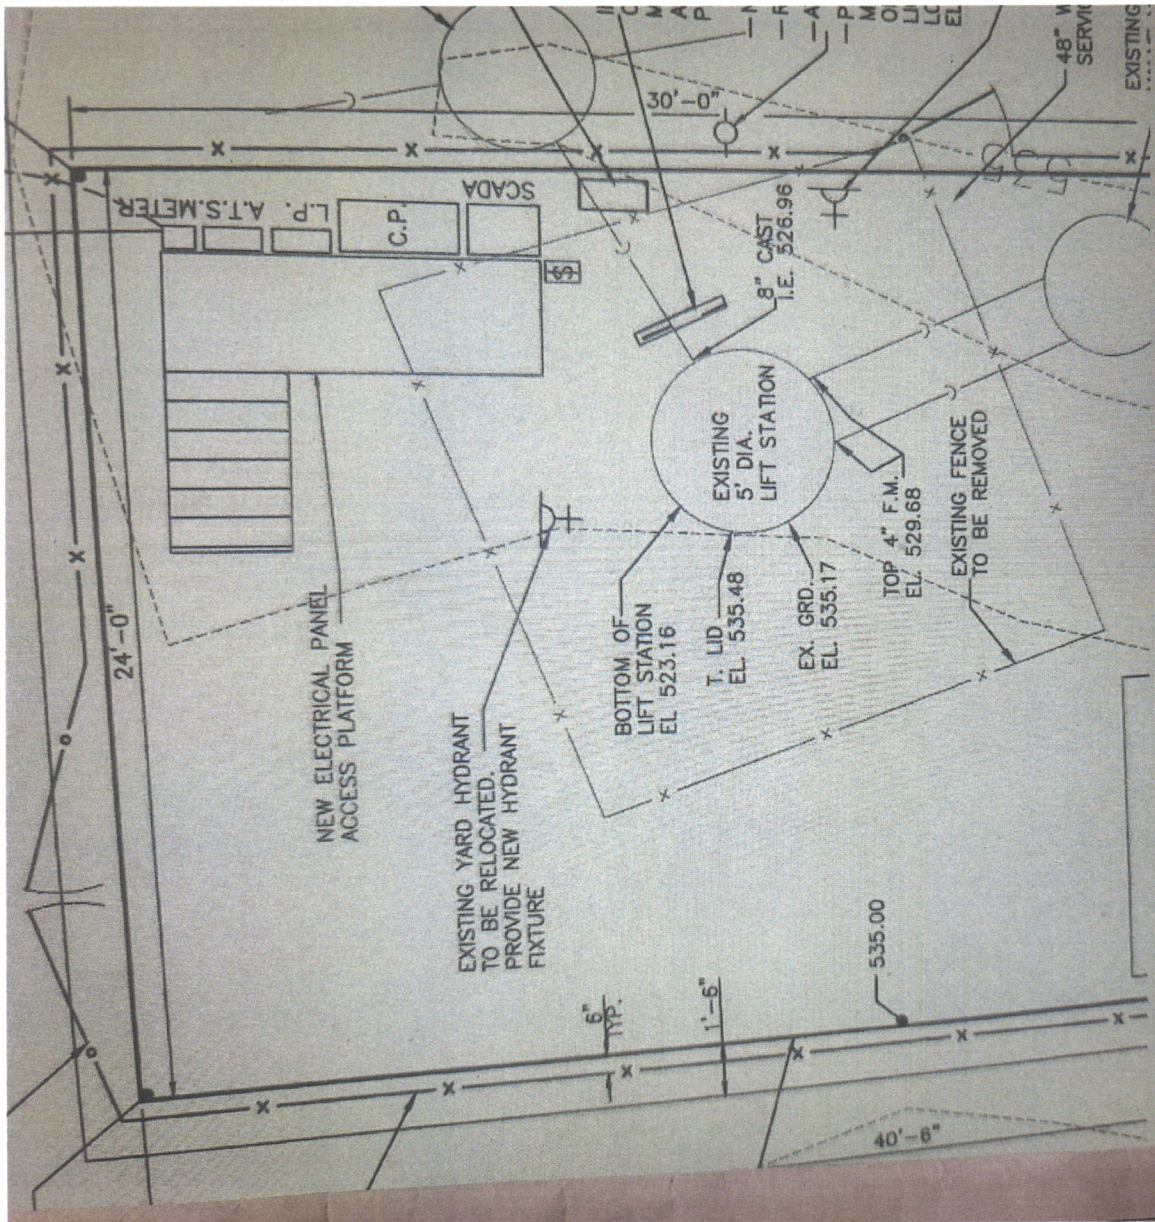 30'-0"
48" W
SERVIC
EXISTING
METER
A.T.S.
L.P.
C.P.
SCADA
8" CAST
I.E. 526.96
24'-0"
NEW ELECTRICAL PANEL
ACCESS PLATFORM
EXISTING
5' DIA.
LIFT STATION
EXISTING YARD HYDRANT
TO BE RELOCATED.
PROVIDE NEW HYDRANT
FIXTURE
BOTTOM OF
LIFT STATION
EL 523.16
T. LID
EL. 535.48
EX. GRD.
EL. 535.17
TOP 4" F.M.
EL. 529.68
EXISTING FENCE
TO BE REMOVED
6"
TYP.
1'-6"
535.00
40'-6"